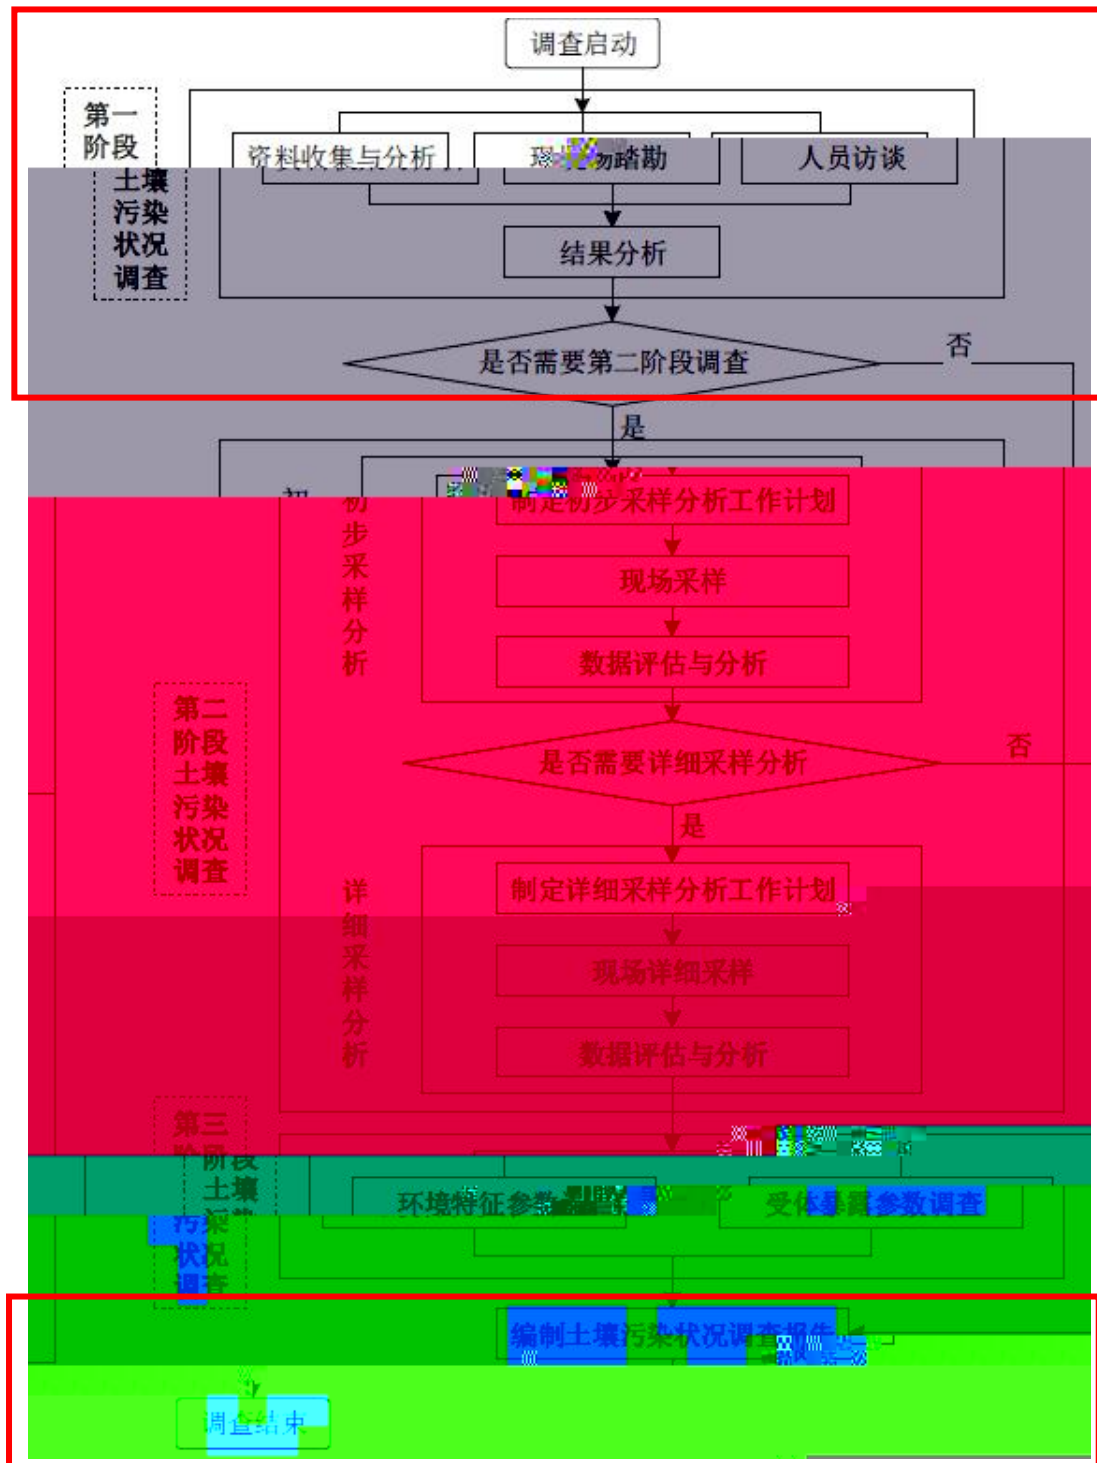 调查启动
第一
阶段
土壤
污染
状况
调查
资料收集与分析
踏勘
人员访谈
结果分析
是否需要第二阶段调查
否
是
初
步
采
样
分
析
制定初步采样分析工作计划
现场采样
数据评估与分析
第二
阶段
土壤
污染
状况
调查
是否需要详细采样分析
否
是
详
细
采
样
分
析
制定详细采样分析工作计划
现场详细采样
数据评估与分析
第三
阶段
土壤
污染
状况
调查
环境特征参数
受体暴露参数调查
编制土壤污染状况调查报告
调查结束